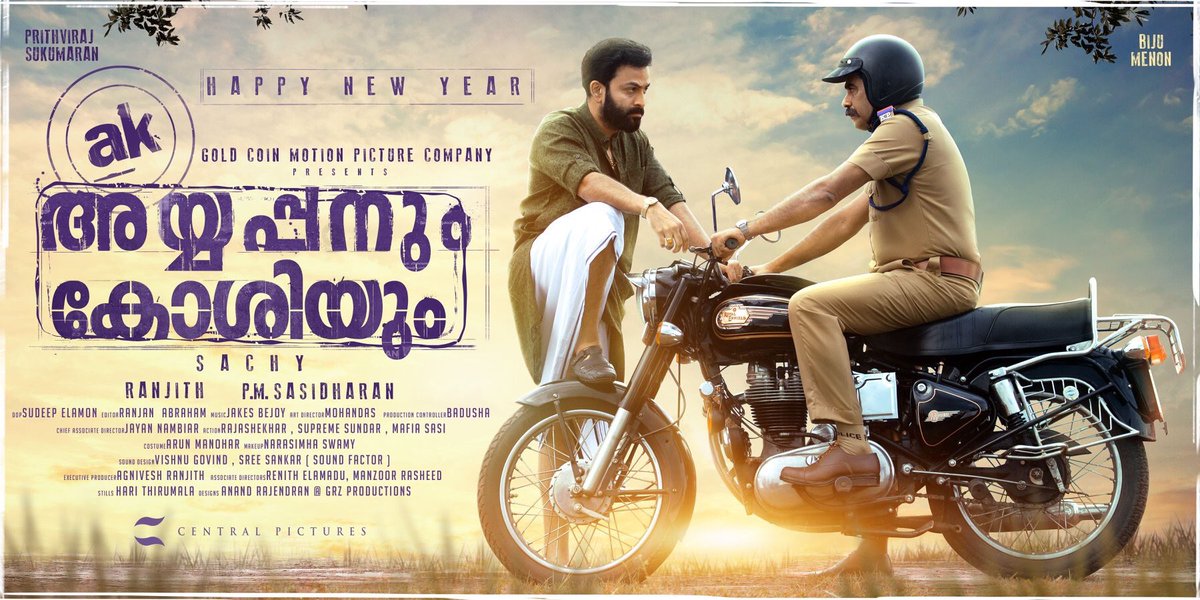 PRITHVIRAJ
SUKUMARAN
BIJU
MENON
HAPPY NEW YEAR
ak
GOLD COIN MOTION PICTURE COMPANY
PRESENTS
അയ്യപ്പനും
കോശിയും
SACHY
RANJITH P.M.SASIDHARAN
DOP SUDEEP ELAMON EDITOR RANJAN ABRAHAM MUSIC JAKES BEJOY ART DIRECTOR MOHANDAS PRODUCTION CONTROLLER BADUSHA
CHIEF ASSOCIATE DIRECTOR JAYAN NAMBIAR ACTION RAJASHEKHAR , SUPREME SUNDAR , MAFIA SASI
COSTUME ARUN MANOHAR MAKEUP NARASIMHA SWAMY
SOUND DESIGN VISHNU GOVIND , SREE SANKAR ( SOUND FACTOR )
EXECUTIVE PRODUCER AGNIVESH RANJITH ASSOCIATE DIRECTORS RENITH ELAMADU, MANZOOR RASHEED
STILLS HARI THIRUMALA DESIGNS ANAND RAJENDRAN @ GRZ PRODUCTIONS
CENTRAL PICTURES
POLICE